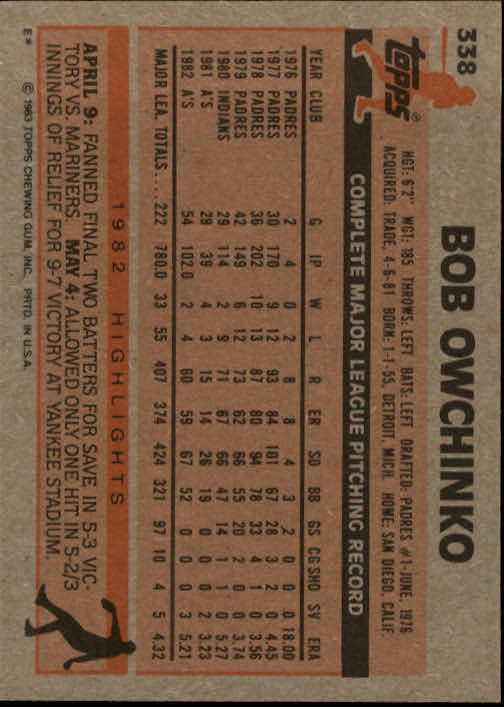 338
topps®
BOB OWCHINKO
HGT: 6'2" WGT: 185 THROWS: LEFT BATS: LEFT DRAFTED: PADRES #1-JUNE, 1976
ACQUIRED: TRADE, 4-6-81 BORN: 1-1-55, DETROIT, MICH. HOME: SAN DIEGO, CALIF.
COMPLETE MAJOR LEAGUE PITCHING RECORD
YEAR CLUB G IP W L R ER SO BB GS CG SHO SV ERA
1976 PADRES 2 4 0 2 8 8 4 3 2 0 0 0 18.00
1977 PADRES 30 170 9 12 93 84 101 67 28 3 2 0 4.45
1978 PADRES 36 202 10 13 87 80 94 78 33 4 1 0 3.56
1979 PADRES 42 149 6 12 73 62 66 55 20 2 0 0 3.74
1980 INDIANS 29 114 2 9 71 67 66 47 14 1 1 0 5.27
1981 A'S 29 39 4 3 15 14 26 19 0 0 0 2 3.23
1982 A'S 54 102.0 2 4 60 59 67 52 0 0 0 3 5.21
MAJOR LEA. TOTALS... 222 780.0 33 55 407 374 424 321 97 10 4 5 4.32
1982 HIGHLIGHTS
APRIL 9: FANNED FINAL TWO BATTERS FOR SAVE IN 5-3 VIC-
TORY VS. MARINERS. MAY 4: ALLOWED ONLY ONE HIT IN 5-2/3
INNINGS OF RELIEF FOR 9-7 VICTORY AT YANKEE STADIUM.
E* © 1983 TOPPS CHEWING GUM, INC. PRTD. IN U.S.A.